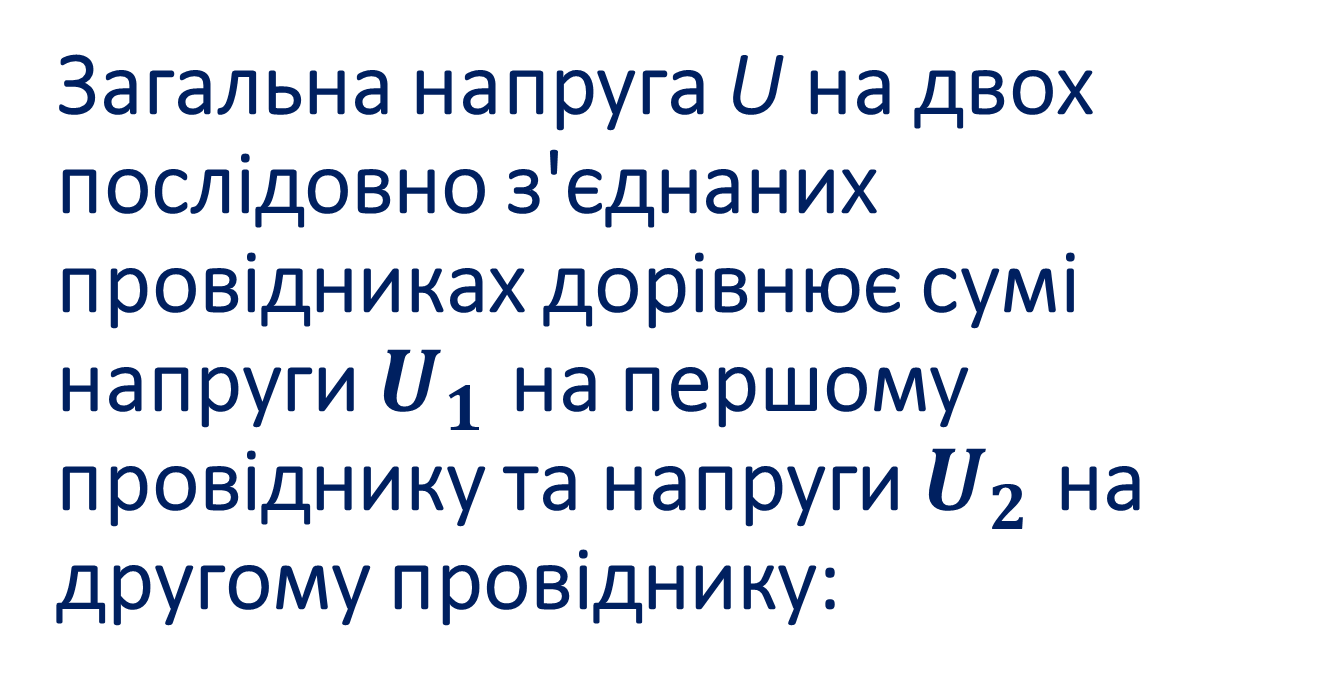 Загальна напруга U на двох
послідовно з'єднаних
провідниках дорівнює сумі
напруги U₁ на першому
провіднику та напруги U₂ на
другому провіднику: